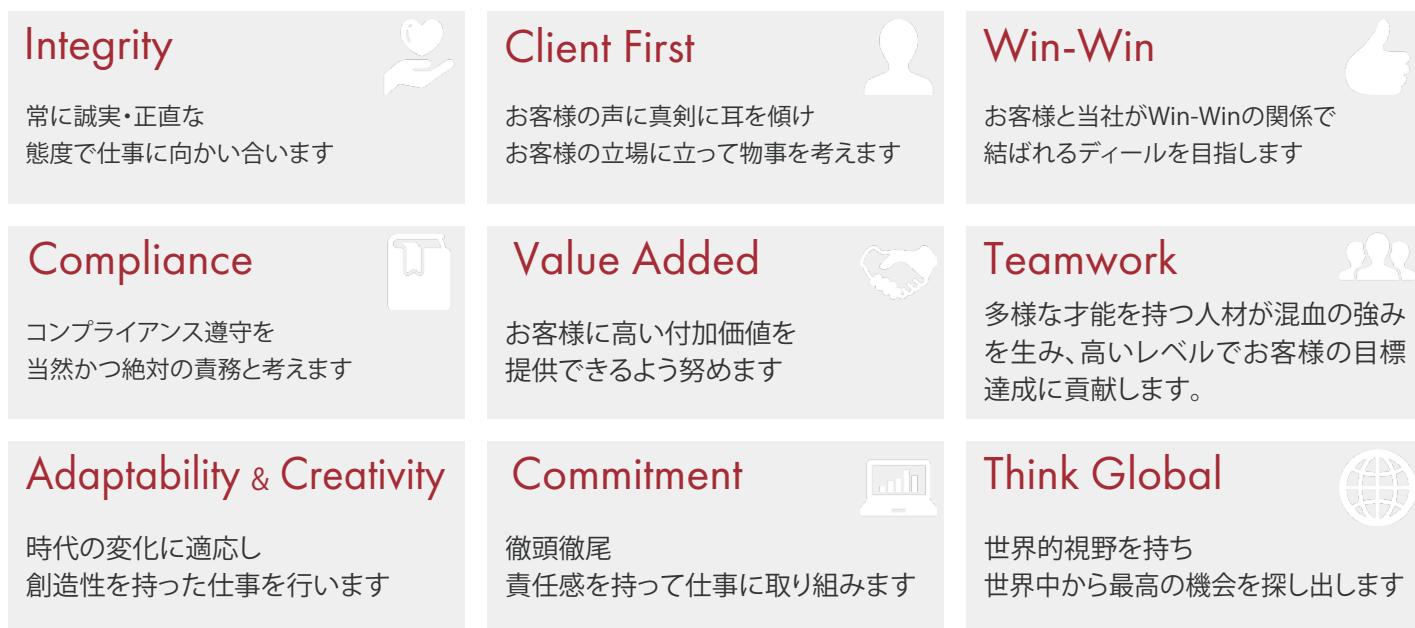 Integrity
常に誠実・正直な
態度で仕事に向かい合います
Client First
お客様の声に真剣に耳を傾け
お客様の立場に立って物事を考えます
Win-Win
お客様と当社がWin-Winの関係で
結ばれるディールを目指します
Compliance
コンプライアンス遵守を
当然かつ絶対の責務と考えます
Value Added
お客様に高い付加価値を
提供できるよう努めます
Teamwork
多様な才能を持つ人材が混血の強み
を生み、高いレベルでお客様の目標
達成に貢献します。
Adaptability & Creativity
時代の変化に適応し
創造性を持った仕事を行います
Commitment
徹頭徹尾
責任感を持って仕事に取り組みます
Think Global
世界的視野を持ち
世界中から最高の機会を探し出します